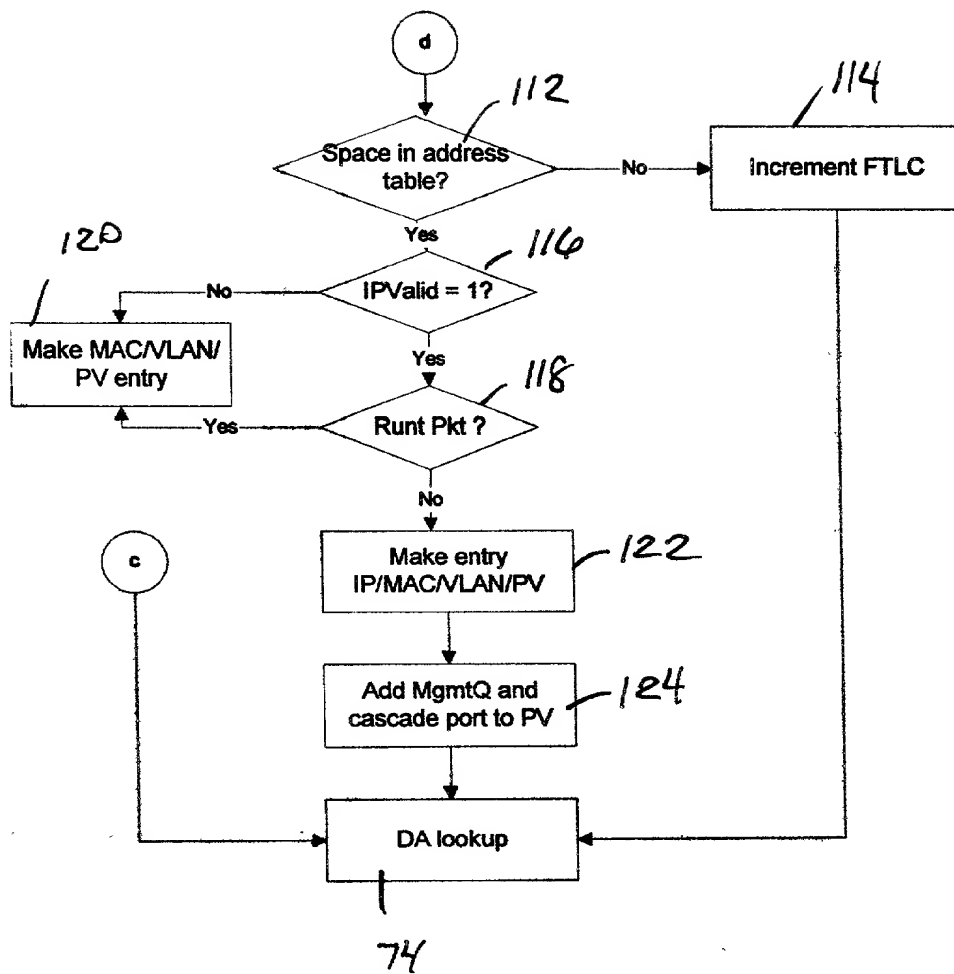 d
112
114
Space in address
table?
No
Increment FTLC
Yes
120
116
No
IPValid = 1?
Make MAC/VLAN/
PV entry
Yes
118
Yes
Runt Pkt ?
No
c
Make entry
IP/MAC/VLAN/PV
122
Add MgmtQ and
cascade port to PV
124
DA lookup
74